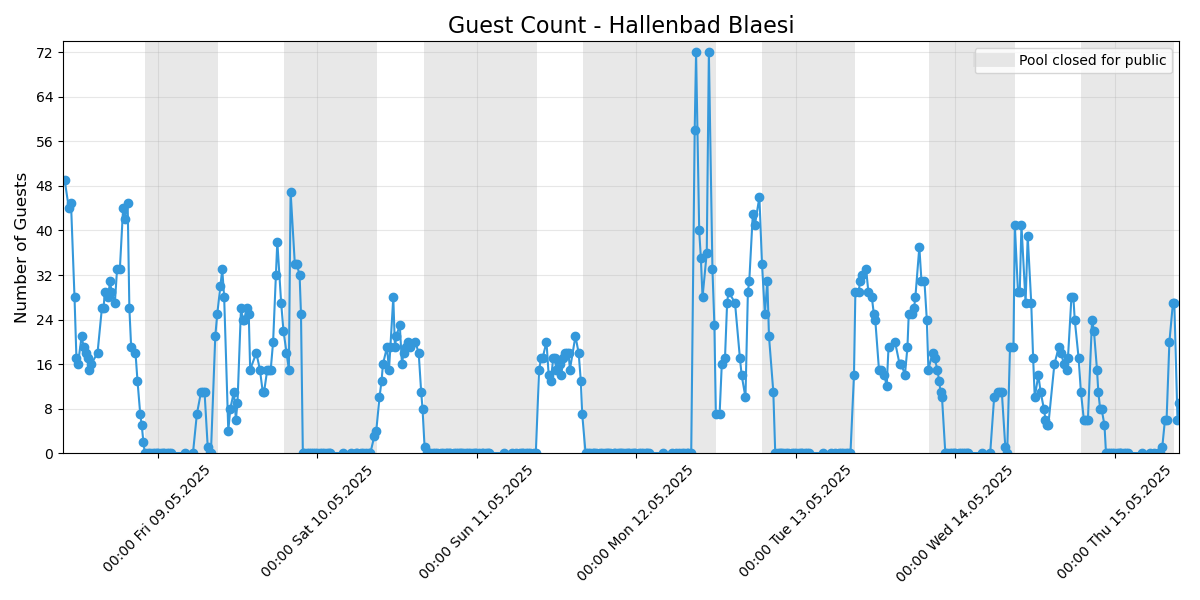 Guest Count - Hallenbad Blaesi
Pool closed for public
Number of Guests
72
64
56
48
40
32
24
16
8
0
00:00 Fri 09.05.2025
00:00 Sat 10.05.2025
00:00 Sun 11.05.2025
00:00 Mon 12.05.2025
00:00 Tue 13.05.2025
00:00 Wed 14.05.2025
00:00 Thu 15.05.2025